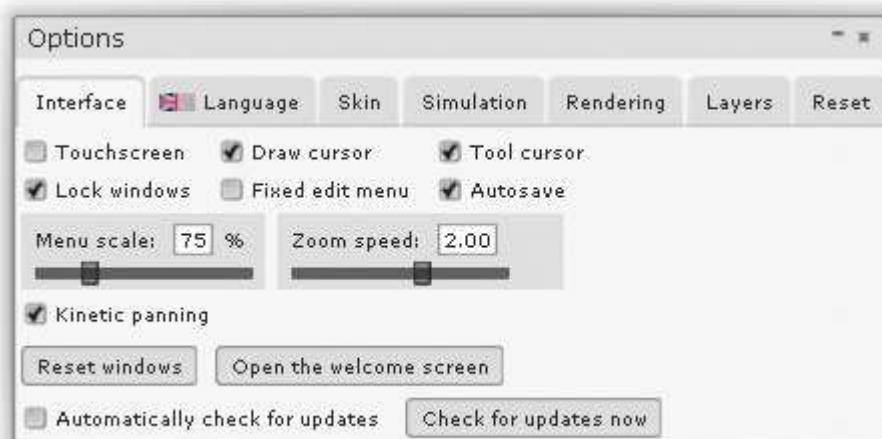 Options
Interface Language Skin Simulation Rendering Layers Reset
Touchscreen Draw cursor Tool cursor
Lock windows Fixed edit menu Autosave
Menu scale: 75 % Zoom speed: 2.00
Kinetic panning
Reset windows Open the welcome screen
Automatically check for updates Check for updates now